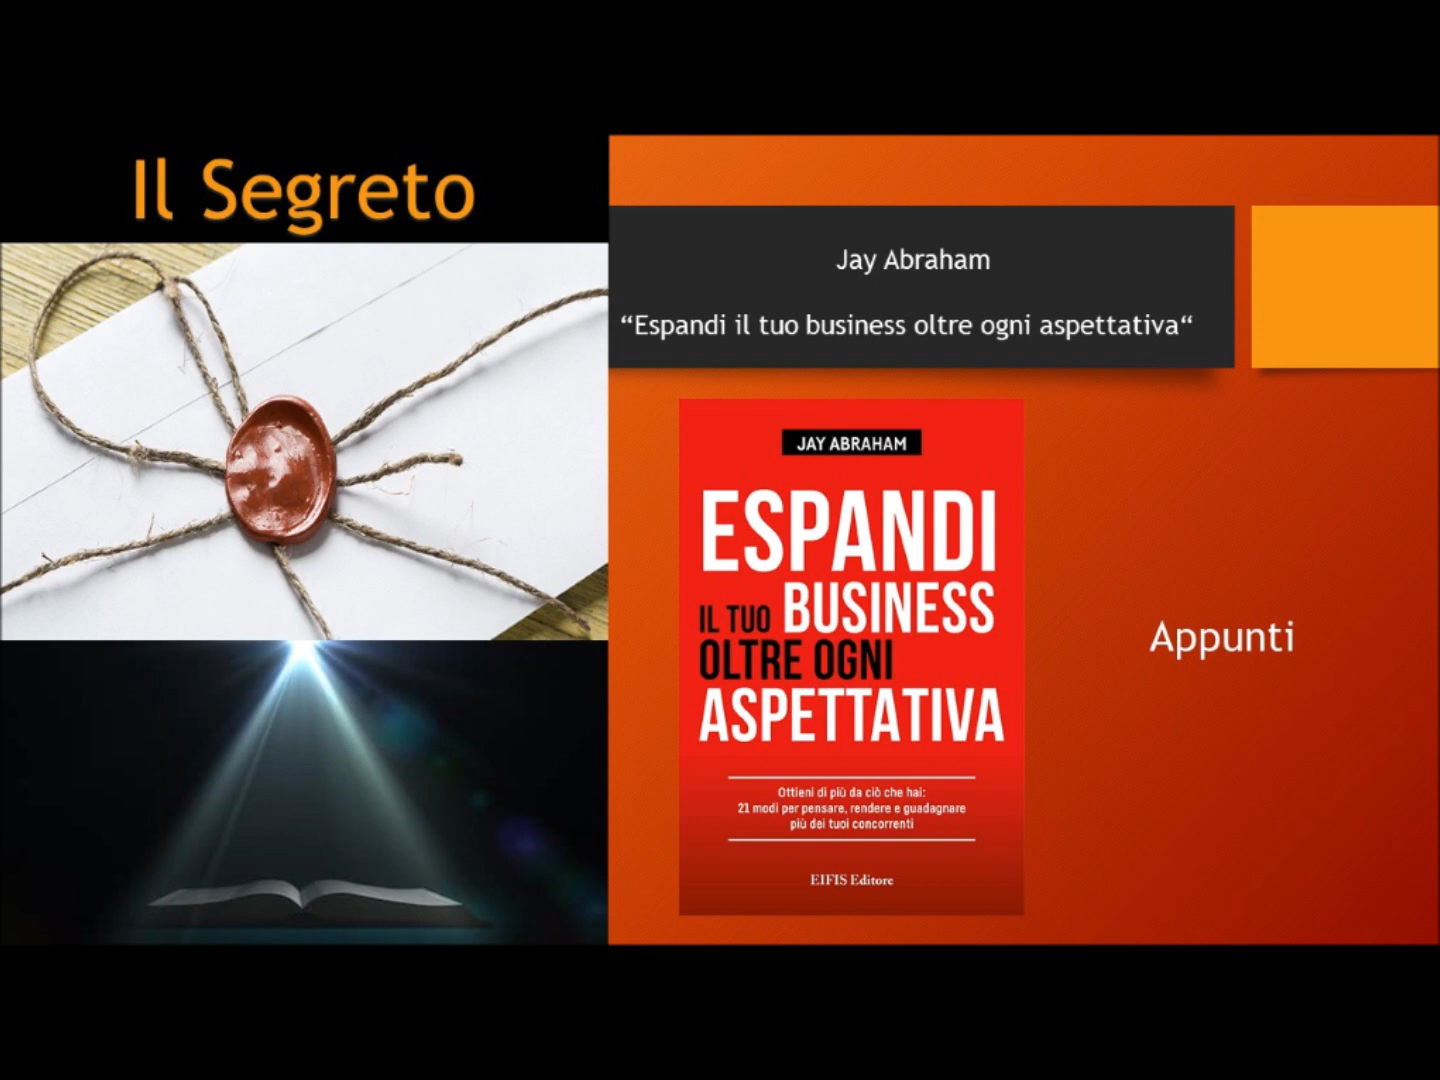 Il Segreto
Jay Abraham
“Espandi il tuo business oltre ogni aspettativa“
JAY ABRAHAM
ESPANDI
IL TUO BUSINESS
OLTRE OGNI
ASPETTATIVA
Ottieni di più da ciò che hai:
21 modi per pensare, rendere e guadagnare
più dei tuoi concorrenti
EIFIS Editore
Appunti